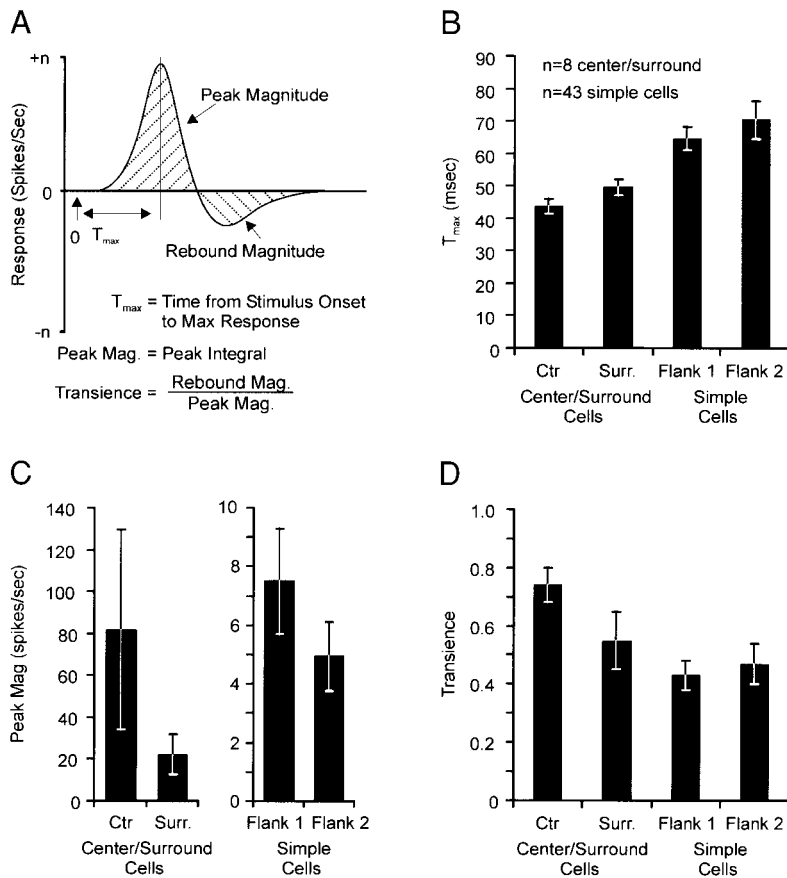 A
+n
0
-n
Response (Spikes/Sec)
Peak Magnitude
0
Tmax
Rebound Magnitude
Tmax = Time from Stimulus Onset
to Max Response
Peak Mag. = Peak Integral
Transience = Rebound Mag.
Peak Mag.
B
n=8 center/surround
n=43 simple cells
90
80
70
60
50
40
30
20
10
0
Tmax (msec)
Ctr Surr. Flank 1 Flank 2
Center/Surround Simple
Cells Cells
C
140
120
100
80
60
40
20
0
Peak Mag (spikes/sec)
Ctr Surr.
Center/Surround
Cells
10
8
6
4
2
0
Flank 1 Flank 2
Simple
Cells
D
1.0
0.8
0.6
0.4
0.2
0
Transience
Ctr Surr. Flank 1 Flank 2
Center/Surround Simple
Cells Cells